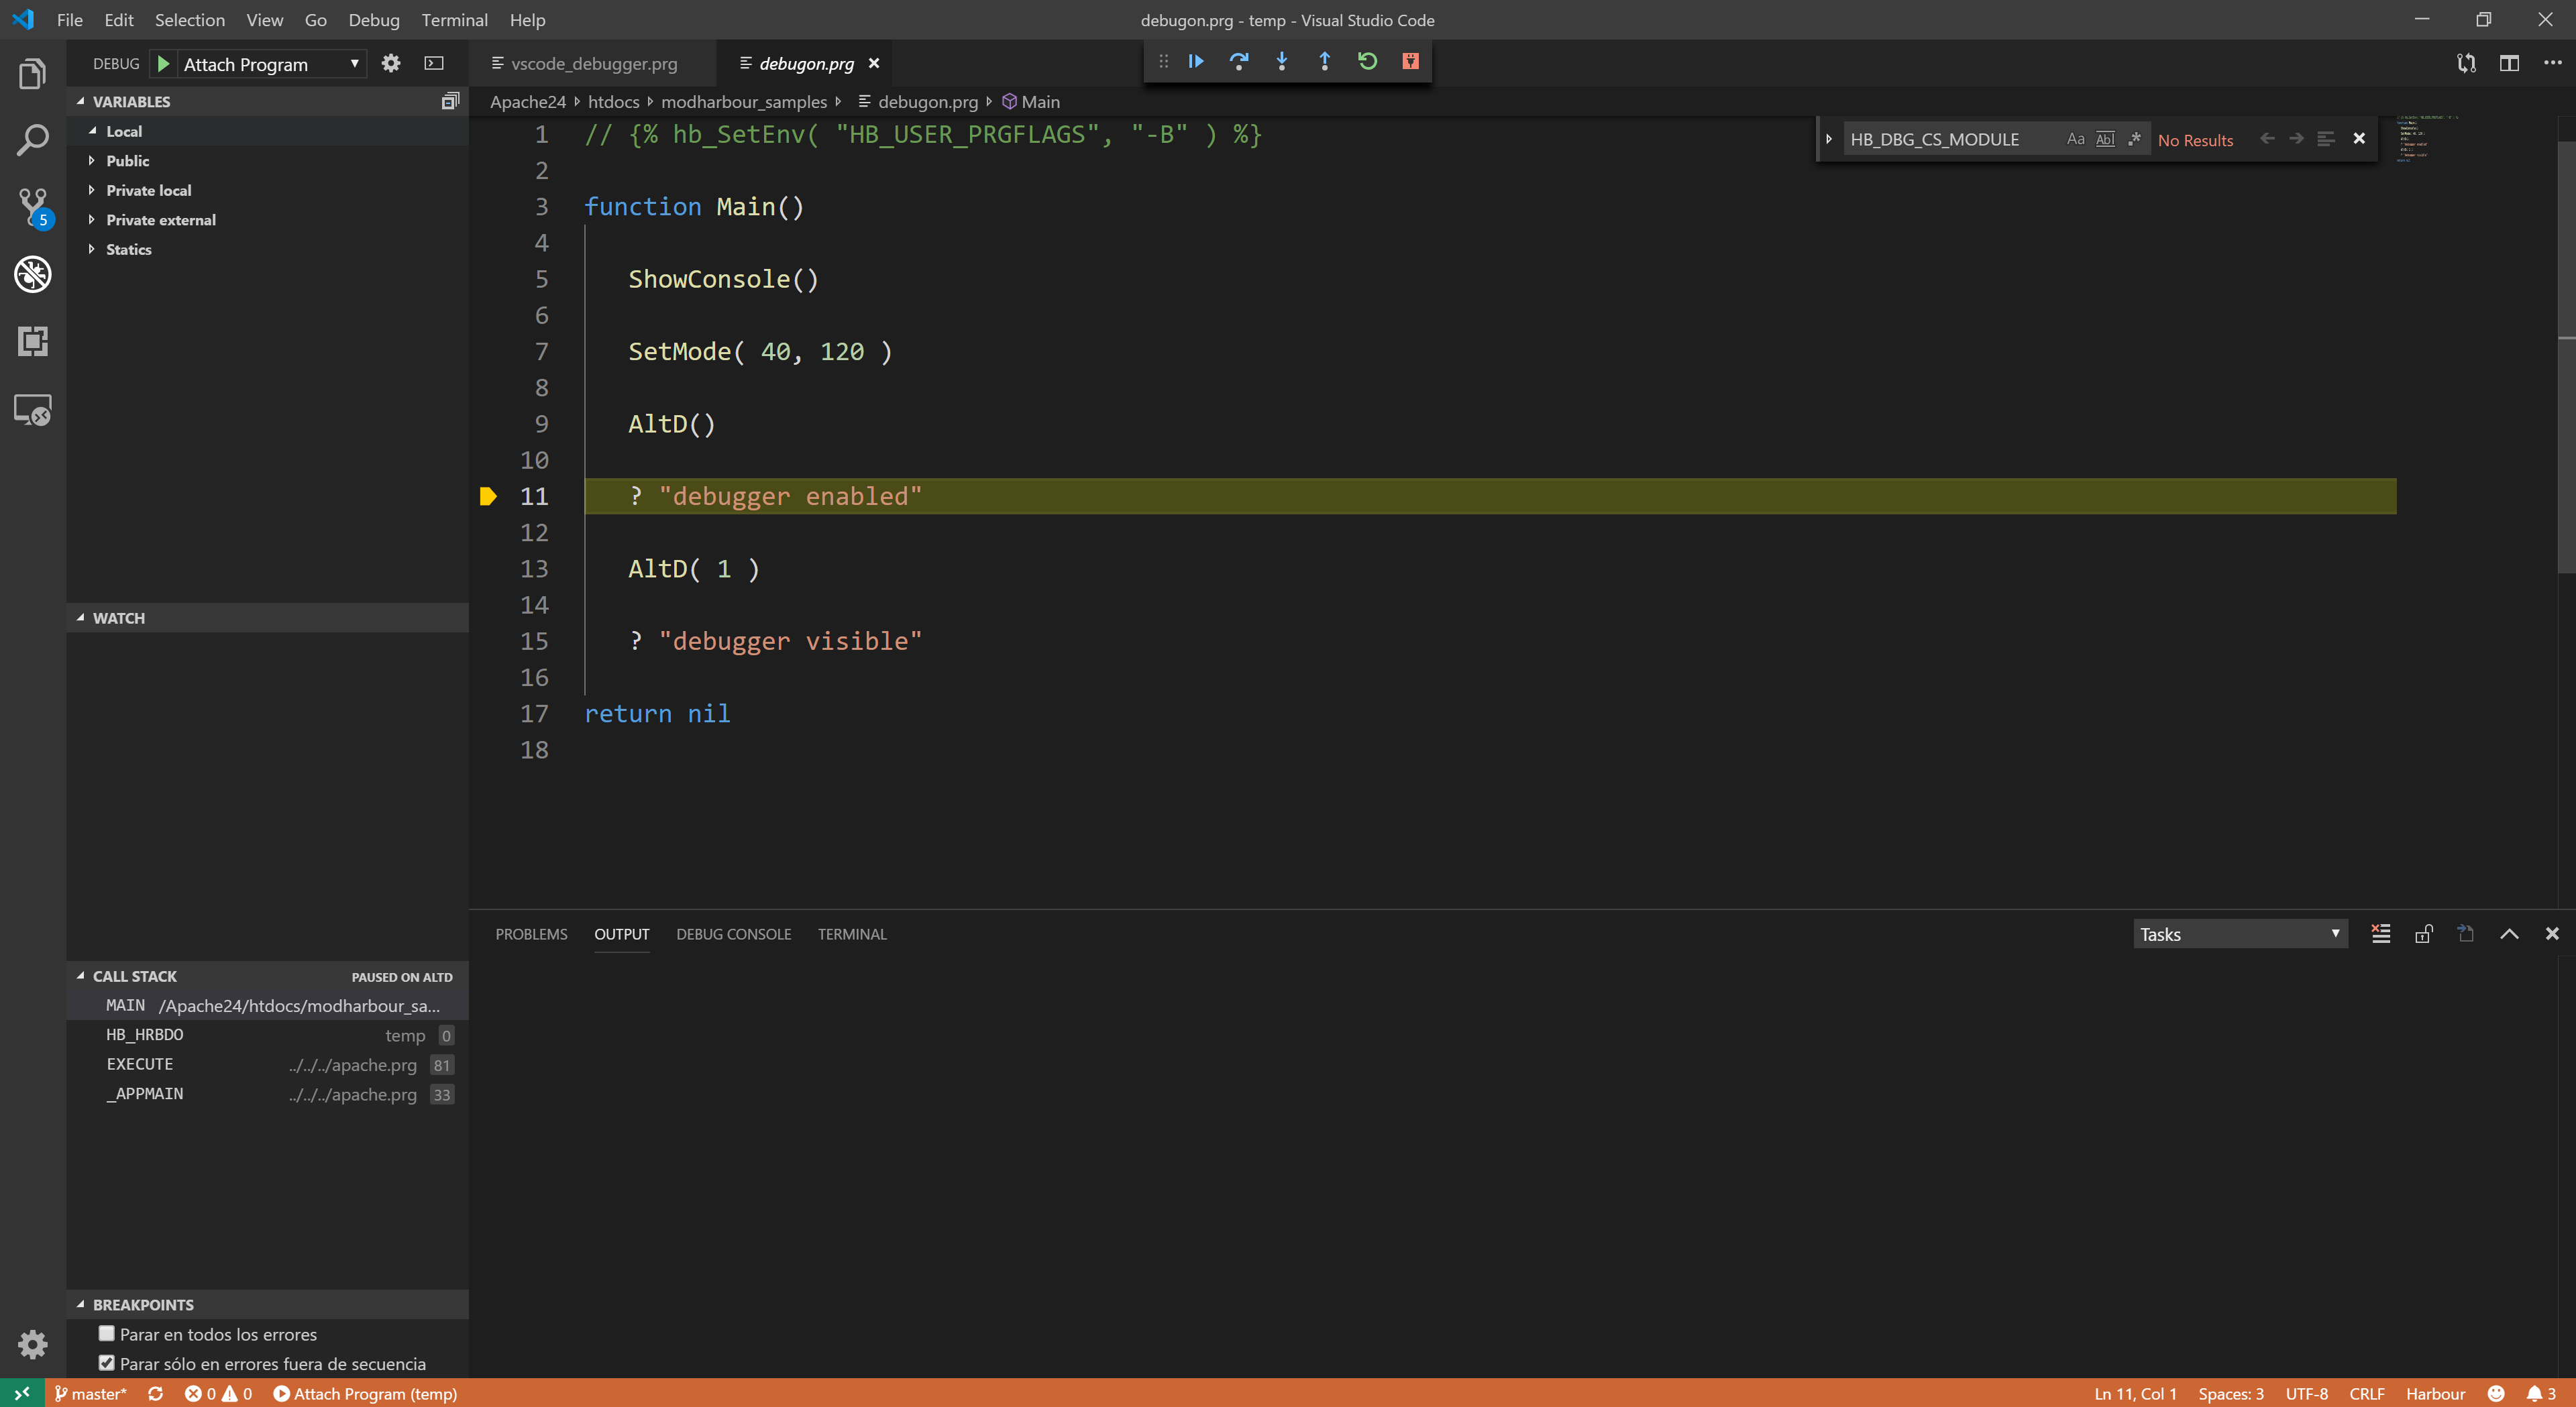 File Edit Selection View Go Debug Terminal Help
debugon.prg - temp - Visual Studio Code
DEBUG Attach Program
vscode_debugger.prg
debugon.prg
VARIABLES
Local
Public
Private local
Private external
Statics
5
WATCH
CALL STACK PAUSED ON ALTD
MAIN /Apache24/htdocs/modharbour_sa...
HB_HRBDO temp 0
EXECUTE ../../../apache.prg 81
_APPMAIN ../../../apache.prg 33
BREAKPOINTS
Parar en todos los errores
Parar sólo en errores fuera de secuencia
Apache24 htdocs modharbour_samples debugon.prg Main
HB_DBG_CS_MODULE Aa Abl .* No Results
1 // {% hb_SetEnv( "HB_USER_PRGFLAGS", "-B" ) %}
2
3 function Main()
4
5 ShowConsole()
6
7 SetMode( 40, 120 )
8
9 AltD()
10
11 ? "debugger enabled"
12
13 AltD( 1 )
14
15 ? "debugger visible"
16
17 return nil
18
PROBLEMS OUTPUT DEBUG CONSOLE TERMINAL
Tasks
master* 0 0 Attach Program (temp)
Ln 11, Col 1 Spaces: 3 UTF-8 CRLF Harbour 3